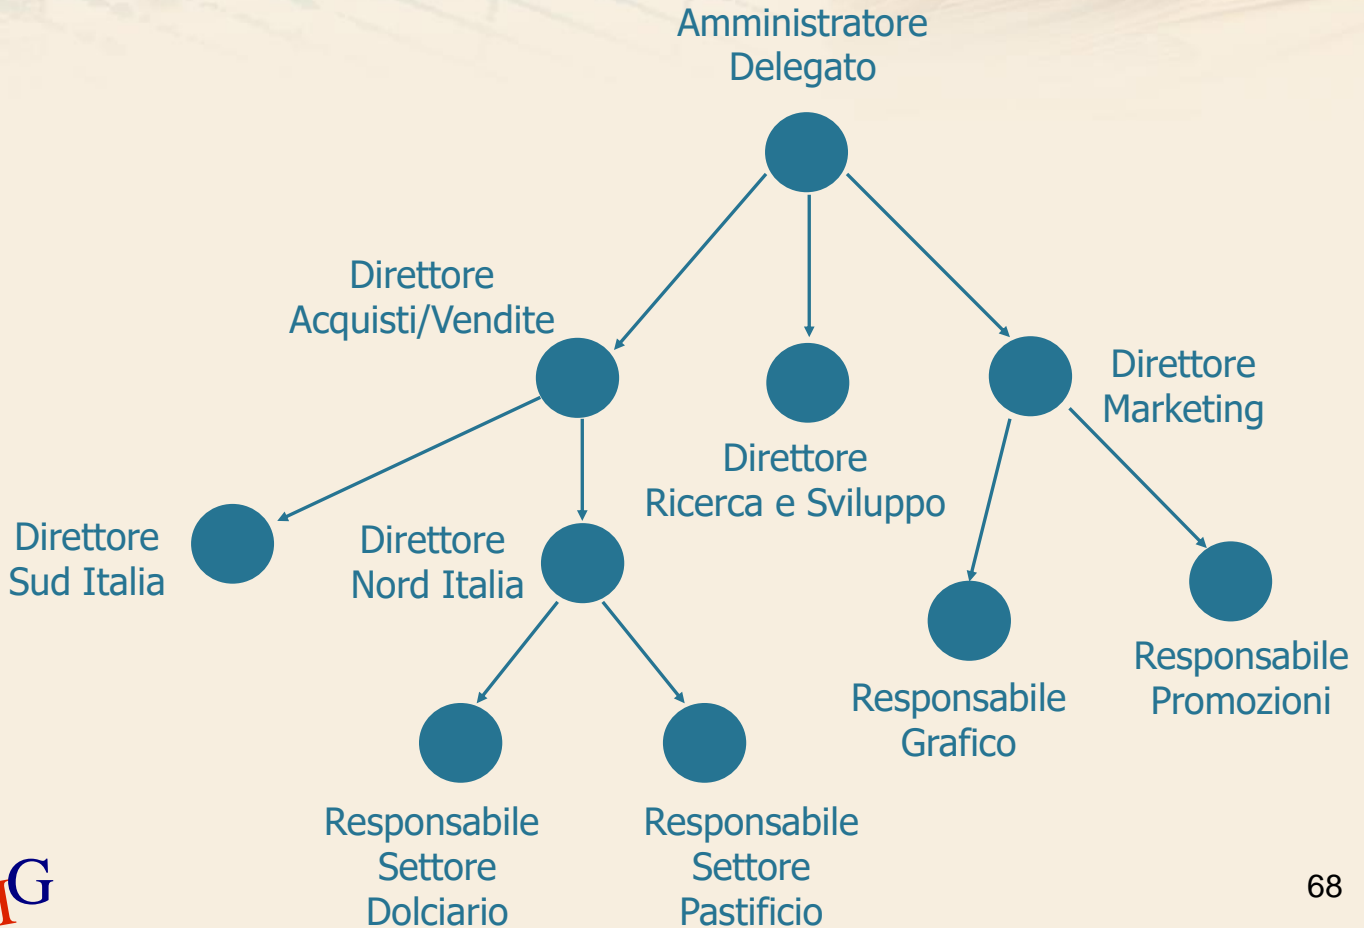 Amministratore
Delegato
Direttore
Acquisti/Vendite
Direttore
Marketing
Direttore
Ricerca e Sviluppo
Direttore
Sud Italia
Direttore
Nord Italia
Responsabile
Grafico
Responsabile
Promozioni
Responsabile
Settore
Dolciario
Responsabile
Settore
Pastificio
G
68